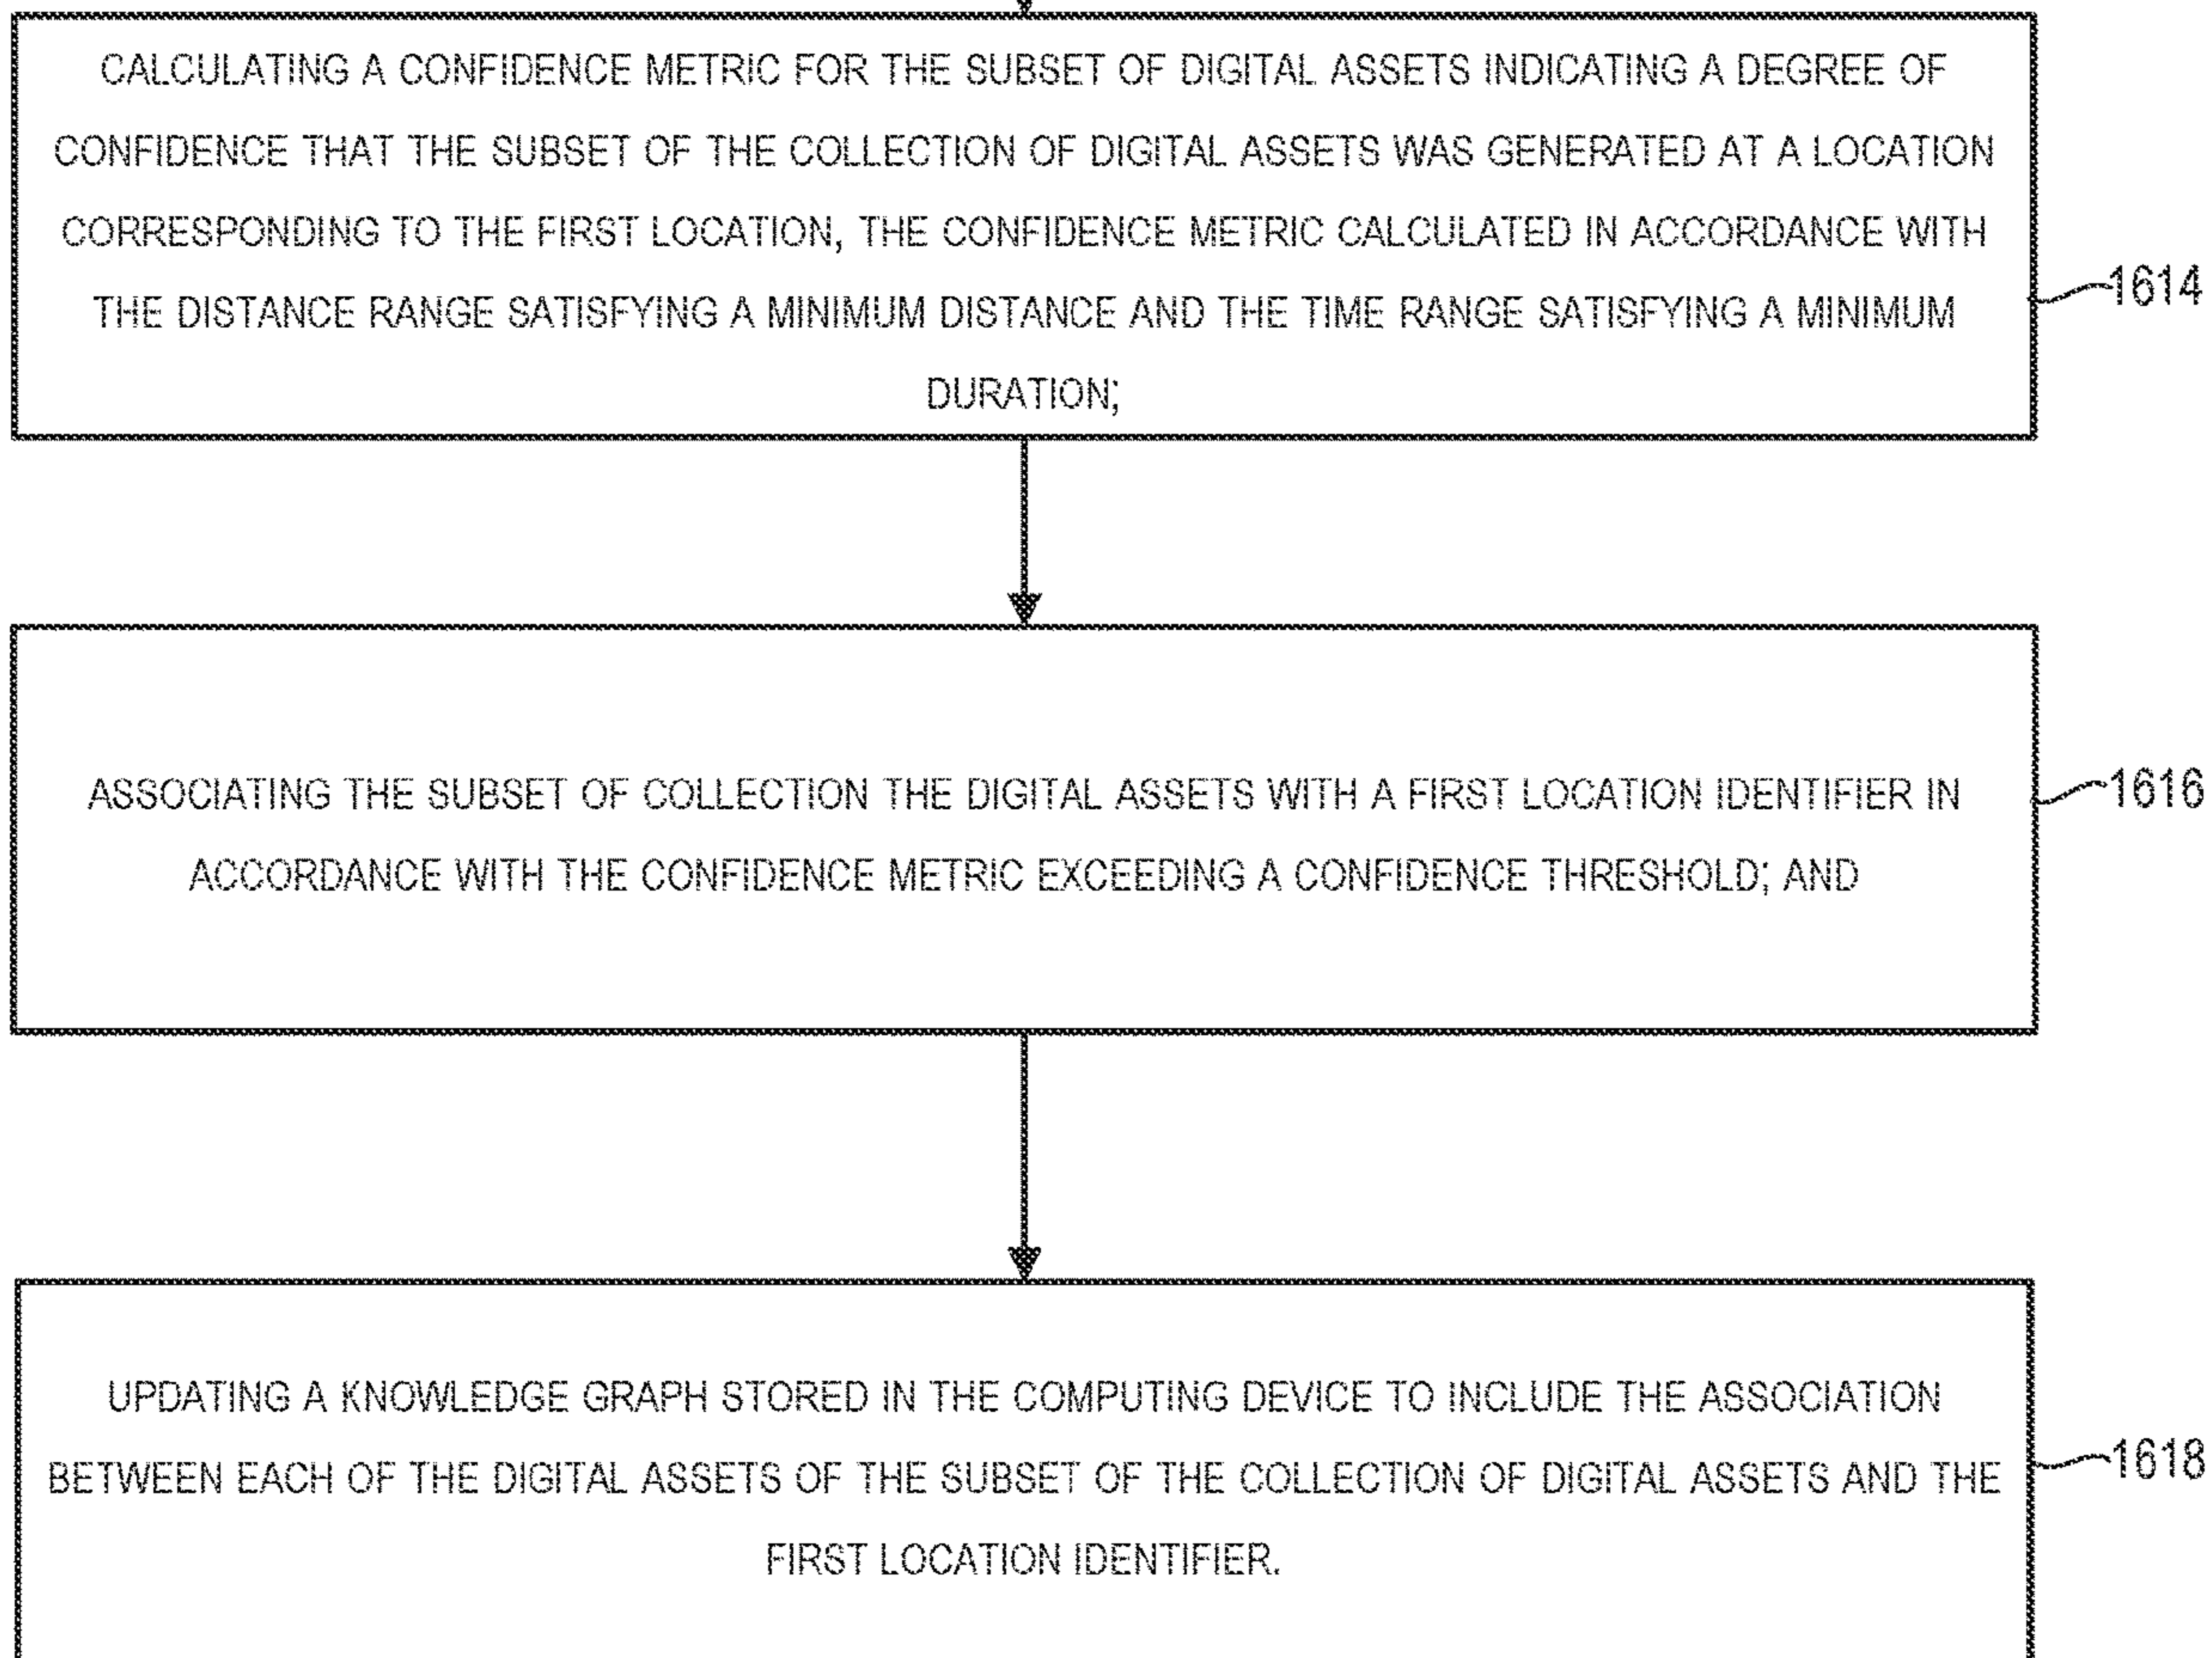 CALCULATING A CONFIDENCE METRIC FOR THE SUBSET OF DIGITAL ASSETS INDICATING A DEGREE OF
CONFIDENCE THAT THE SUBSET OF THE COLLECTION OF DIGITAL ASSETS WAS GENERATED AT A LOCATION
CORRESPONDING TO THE FIRST LOCATION, THE CONFIDENCE METRIC CALCULATED IN ACCORDANCE WITH
THE DISTANCE RANGE SATISFYING A MINIMUM DISTANCE AND THE TIME RANGE SATISFYING A MINIMUM
DURATION;
1614
ASSOCIATING THE SUBSET OF COLLECTION THE DIGITAL ASSETS WITH A FIRST LOCATION IDENTIFIER IN
ACCORDANCE WITH THE CONFIDENCE METRIC EXCEEDING A CONFIDENCE THRESHOLD; AND
1616
UPDATING A KNOWLEDGE GRAPH STORED IN THE COMPUTING DEVICE TO INCLUDE THE ASSOCIATION
BETWEEN EACH OF THE DIGITAL ASSETS OF THE SUBSET OF THE COLLECTION OF DIGITAL ASSETS AND THE
FIRST LOCATION IDENTIFIER.
1618